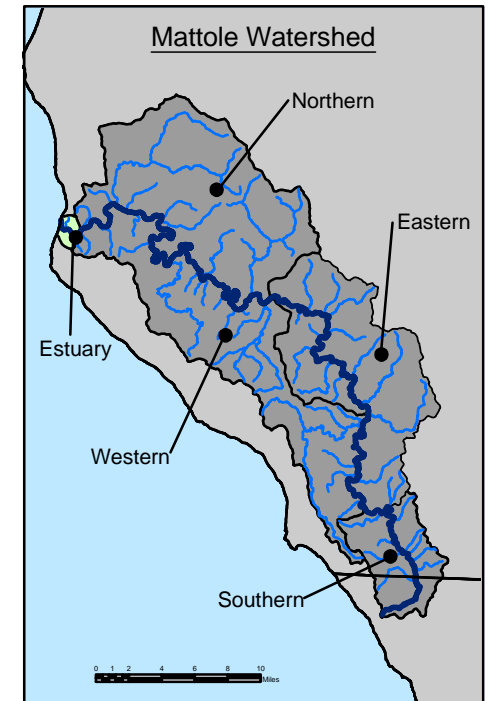 Mattole Watershed
Northern
Eastern
Estuary
Western
Southern
0 1 2 4 6 8 10
Miles